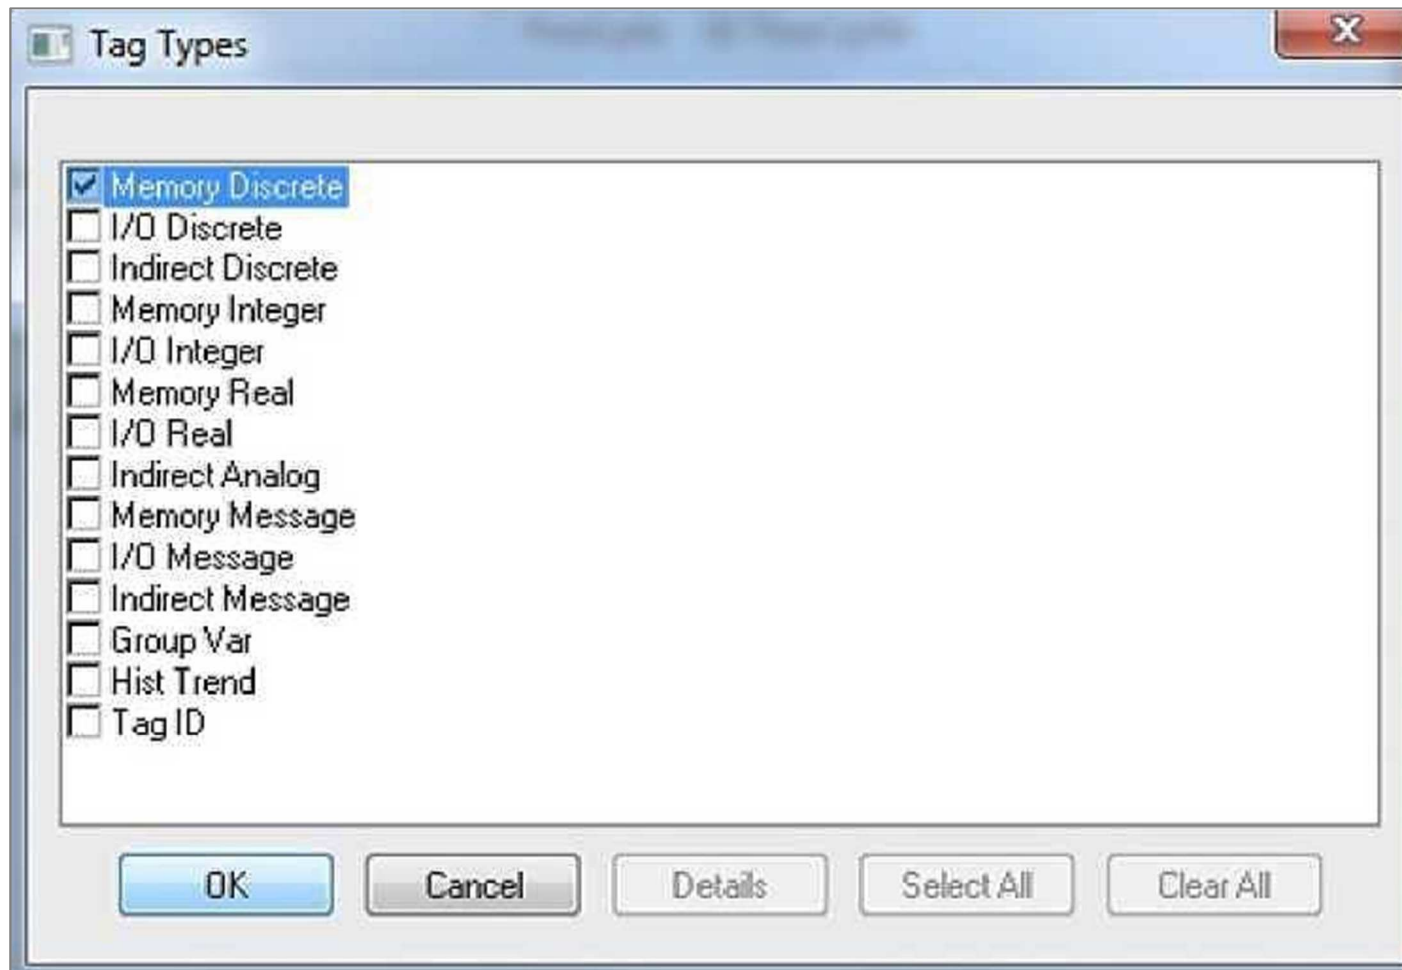 Tag Types
Memory Discrete
I/O Discrete
Indirect Discrete
Memory Integer
I/O Integer
Memory Real
I/O Real
Indirect Analog
Memory Message
I/O Message
Indirect Message
Group Var
Hist Trend
Tag ID
OK Cancel Details Select All Clear All